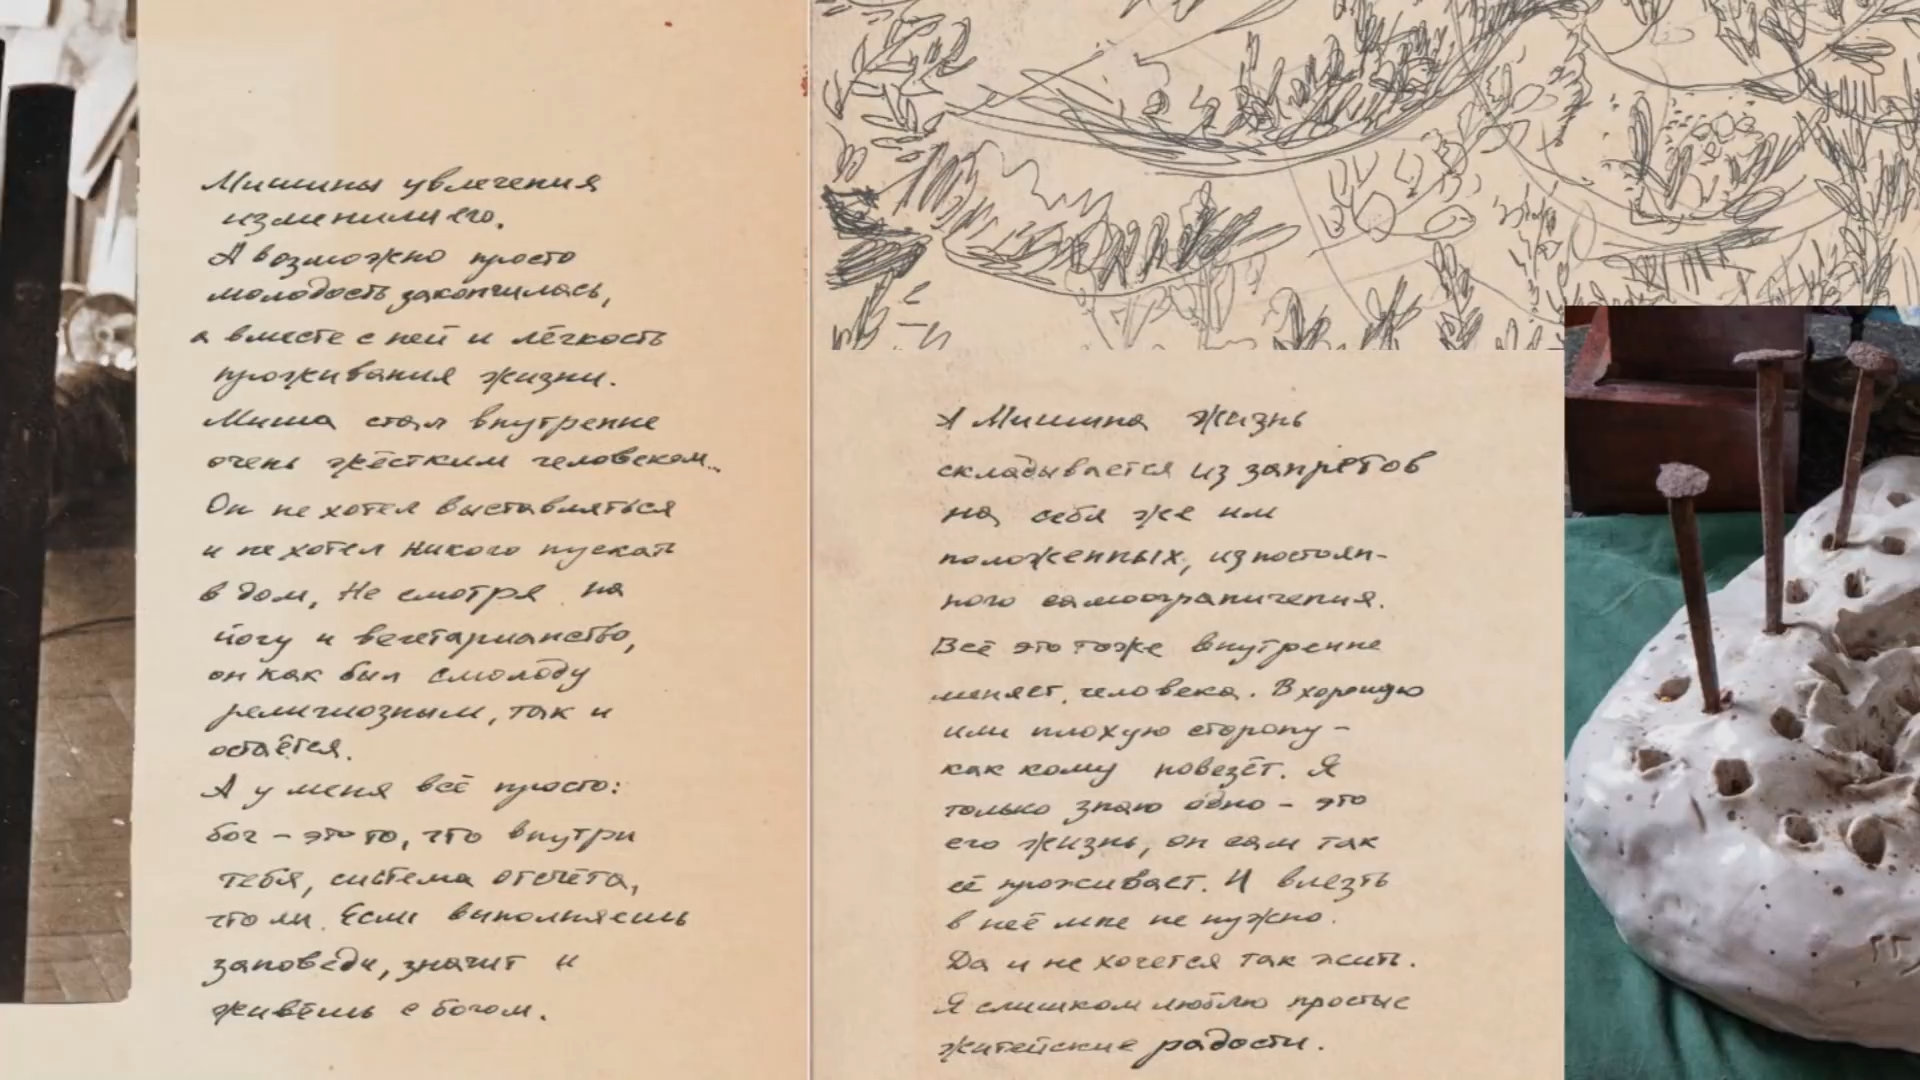 Мишины увлечения
изменили его.
А возможно просто
молодость закончилась,
а вместе с ней и лёгкость
проживания жизни.
Миша стал внутренне
очень жёстким человеком..
Он не хотел выставляться
и не хотел никого пускать
в дом, Не смотря на
йогу и вегетарианство,
он как был смолоду
религиозным, так и
остаётся.
А у меня всё просто:
бог – это то, что внутри
тебя, система отсчёта,
что ли. Если выполняешь
заповеди, значит и
живёшь с богом.
А Мишина жизнь
складывается из запретов
на себя же им
положенных, из постоян-
ного самоограничения.
Всё это тоже внутренне
меняет человека. В хорошую
или плохую сторону –
как кому повезёт. Я
только знаю одно – это
его жизнь, он сам так
её проживает. И влезть
в неё мне не нужно.
Да и не хочется так жить.
Я слишком люблю простые
житейские радости.